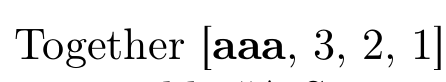 Together [aaa, 3, 2, 1]